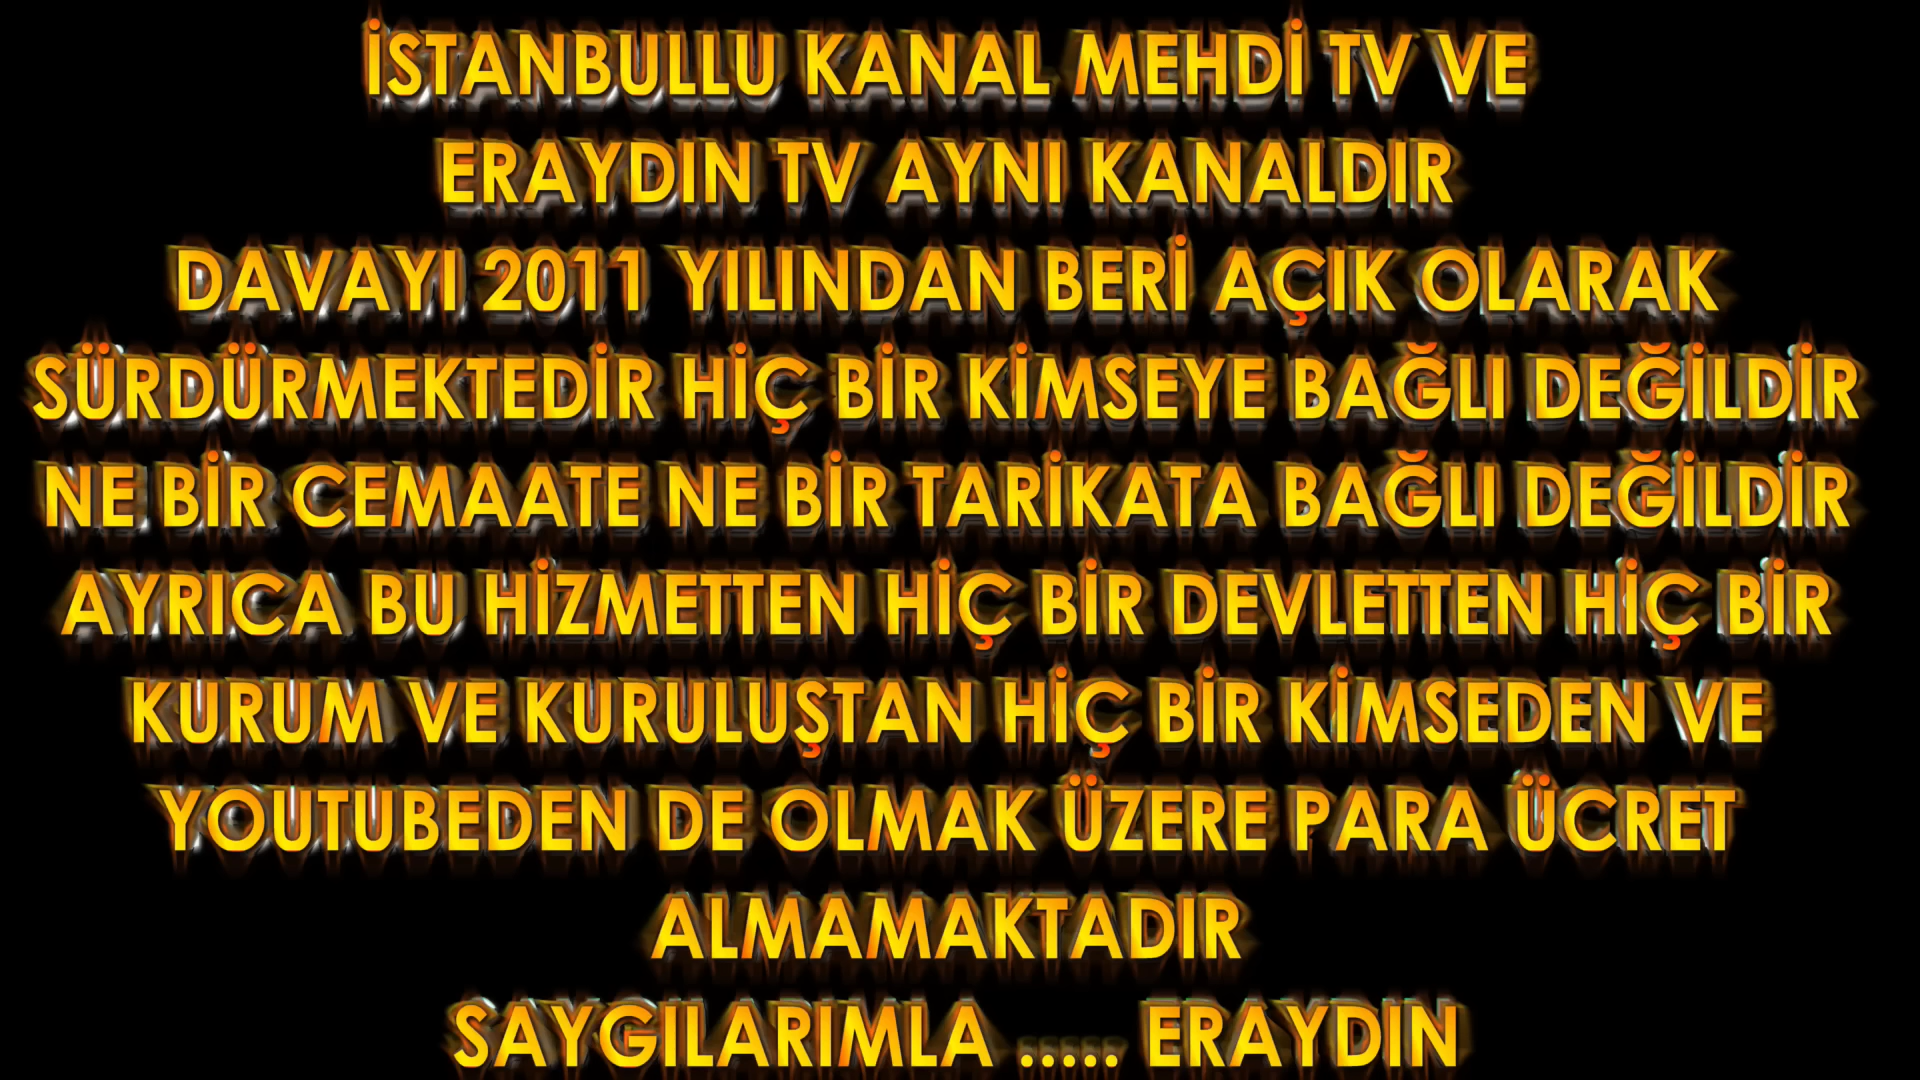 İSTANBULLU KANAL MEHDİ TV VE
ERAYDIN TV AYNI KANALDIR
DAVAYI 2011 YILINDAN BERİ AÇIK OLARAK
SÜRDÜRMEKTEDİR HİÇ BİR KİMSEYE BAĞLI DEĞİLDİR
NE BİR CEMAATE NE BİR TARİKATA BAĞLI DEĞİLDİR
AYRICA BU HİZMETTEN HİÇ BİR DEVLETTEN HİÇ BİR
KURUM VE KURULUŞTAN HİÇ BİR KİMSEDEN VE
YOUTUBEDEN DE OLMAK ÜZERE PARA ÜCRET
ALMAMAKTADIR
SAYGILARIMLA ..... ERAYDIN